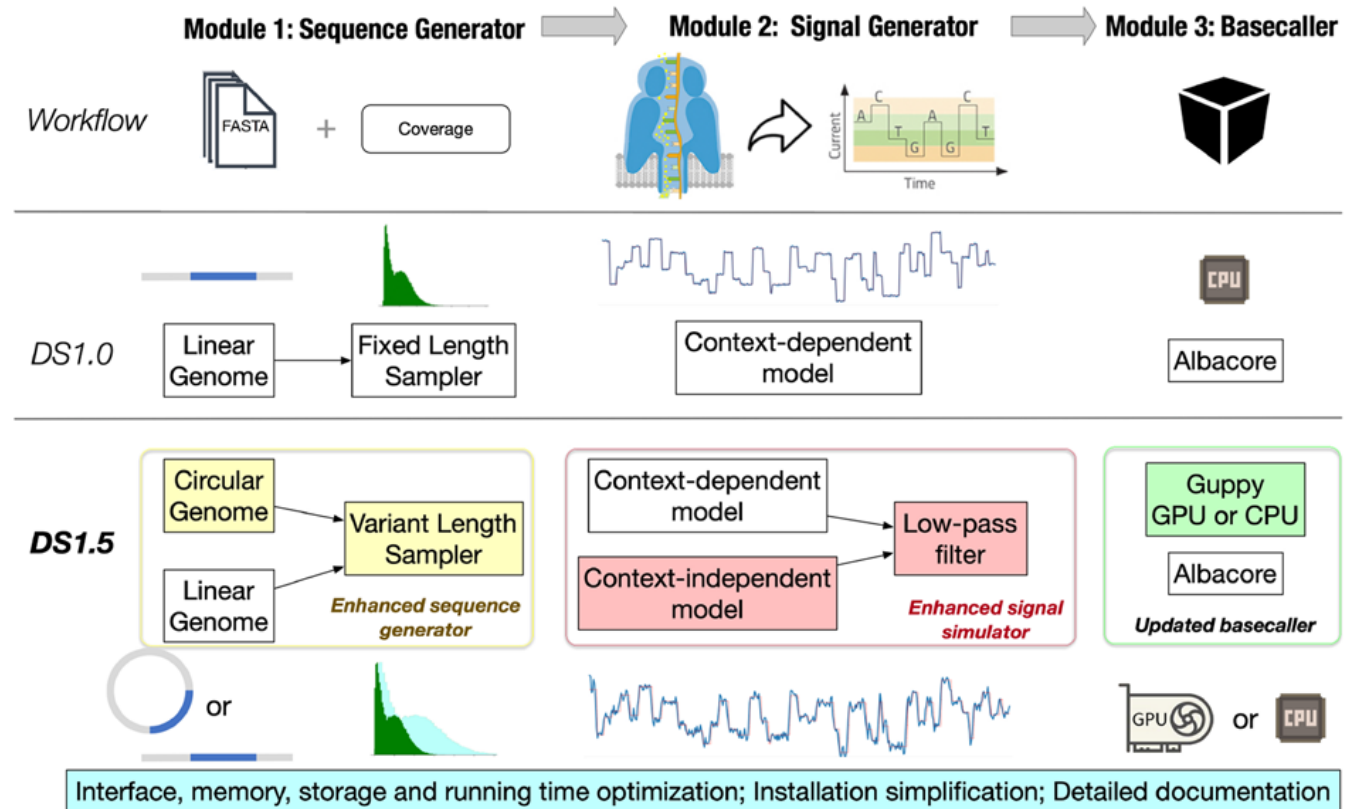 Module 1: Sequence Generator
Module 2: Signal Generator
Module 3: Basecaller
Workflow
FASTA
+
Coverage
Current
A
C
T
G
A
G
C
T
Time
DS1.0
Linear
Genome
Fixed Length
Sampler
Context-dependent
model
CPU
Albacore
DS1.5
Circular
Genome
Linear
Genome
Variant Length
Sampler
Enhanced sequence
generator
Context-dependent
model
Context-independent
model
Low-pass
filter
Enhanced signal
simulator
Guppy
GPU or CPU
Albacore
Updated basecaller
or
GPU
or
CPU
Interface, memory, storage and running time optimization; Installation simplification; Detailed documentation